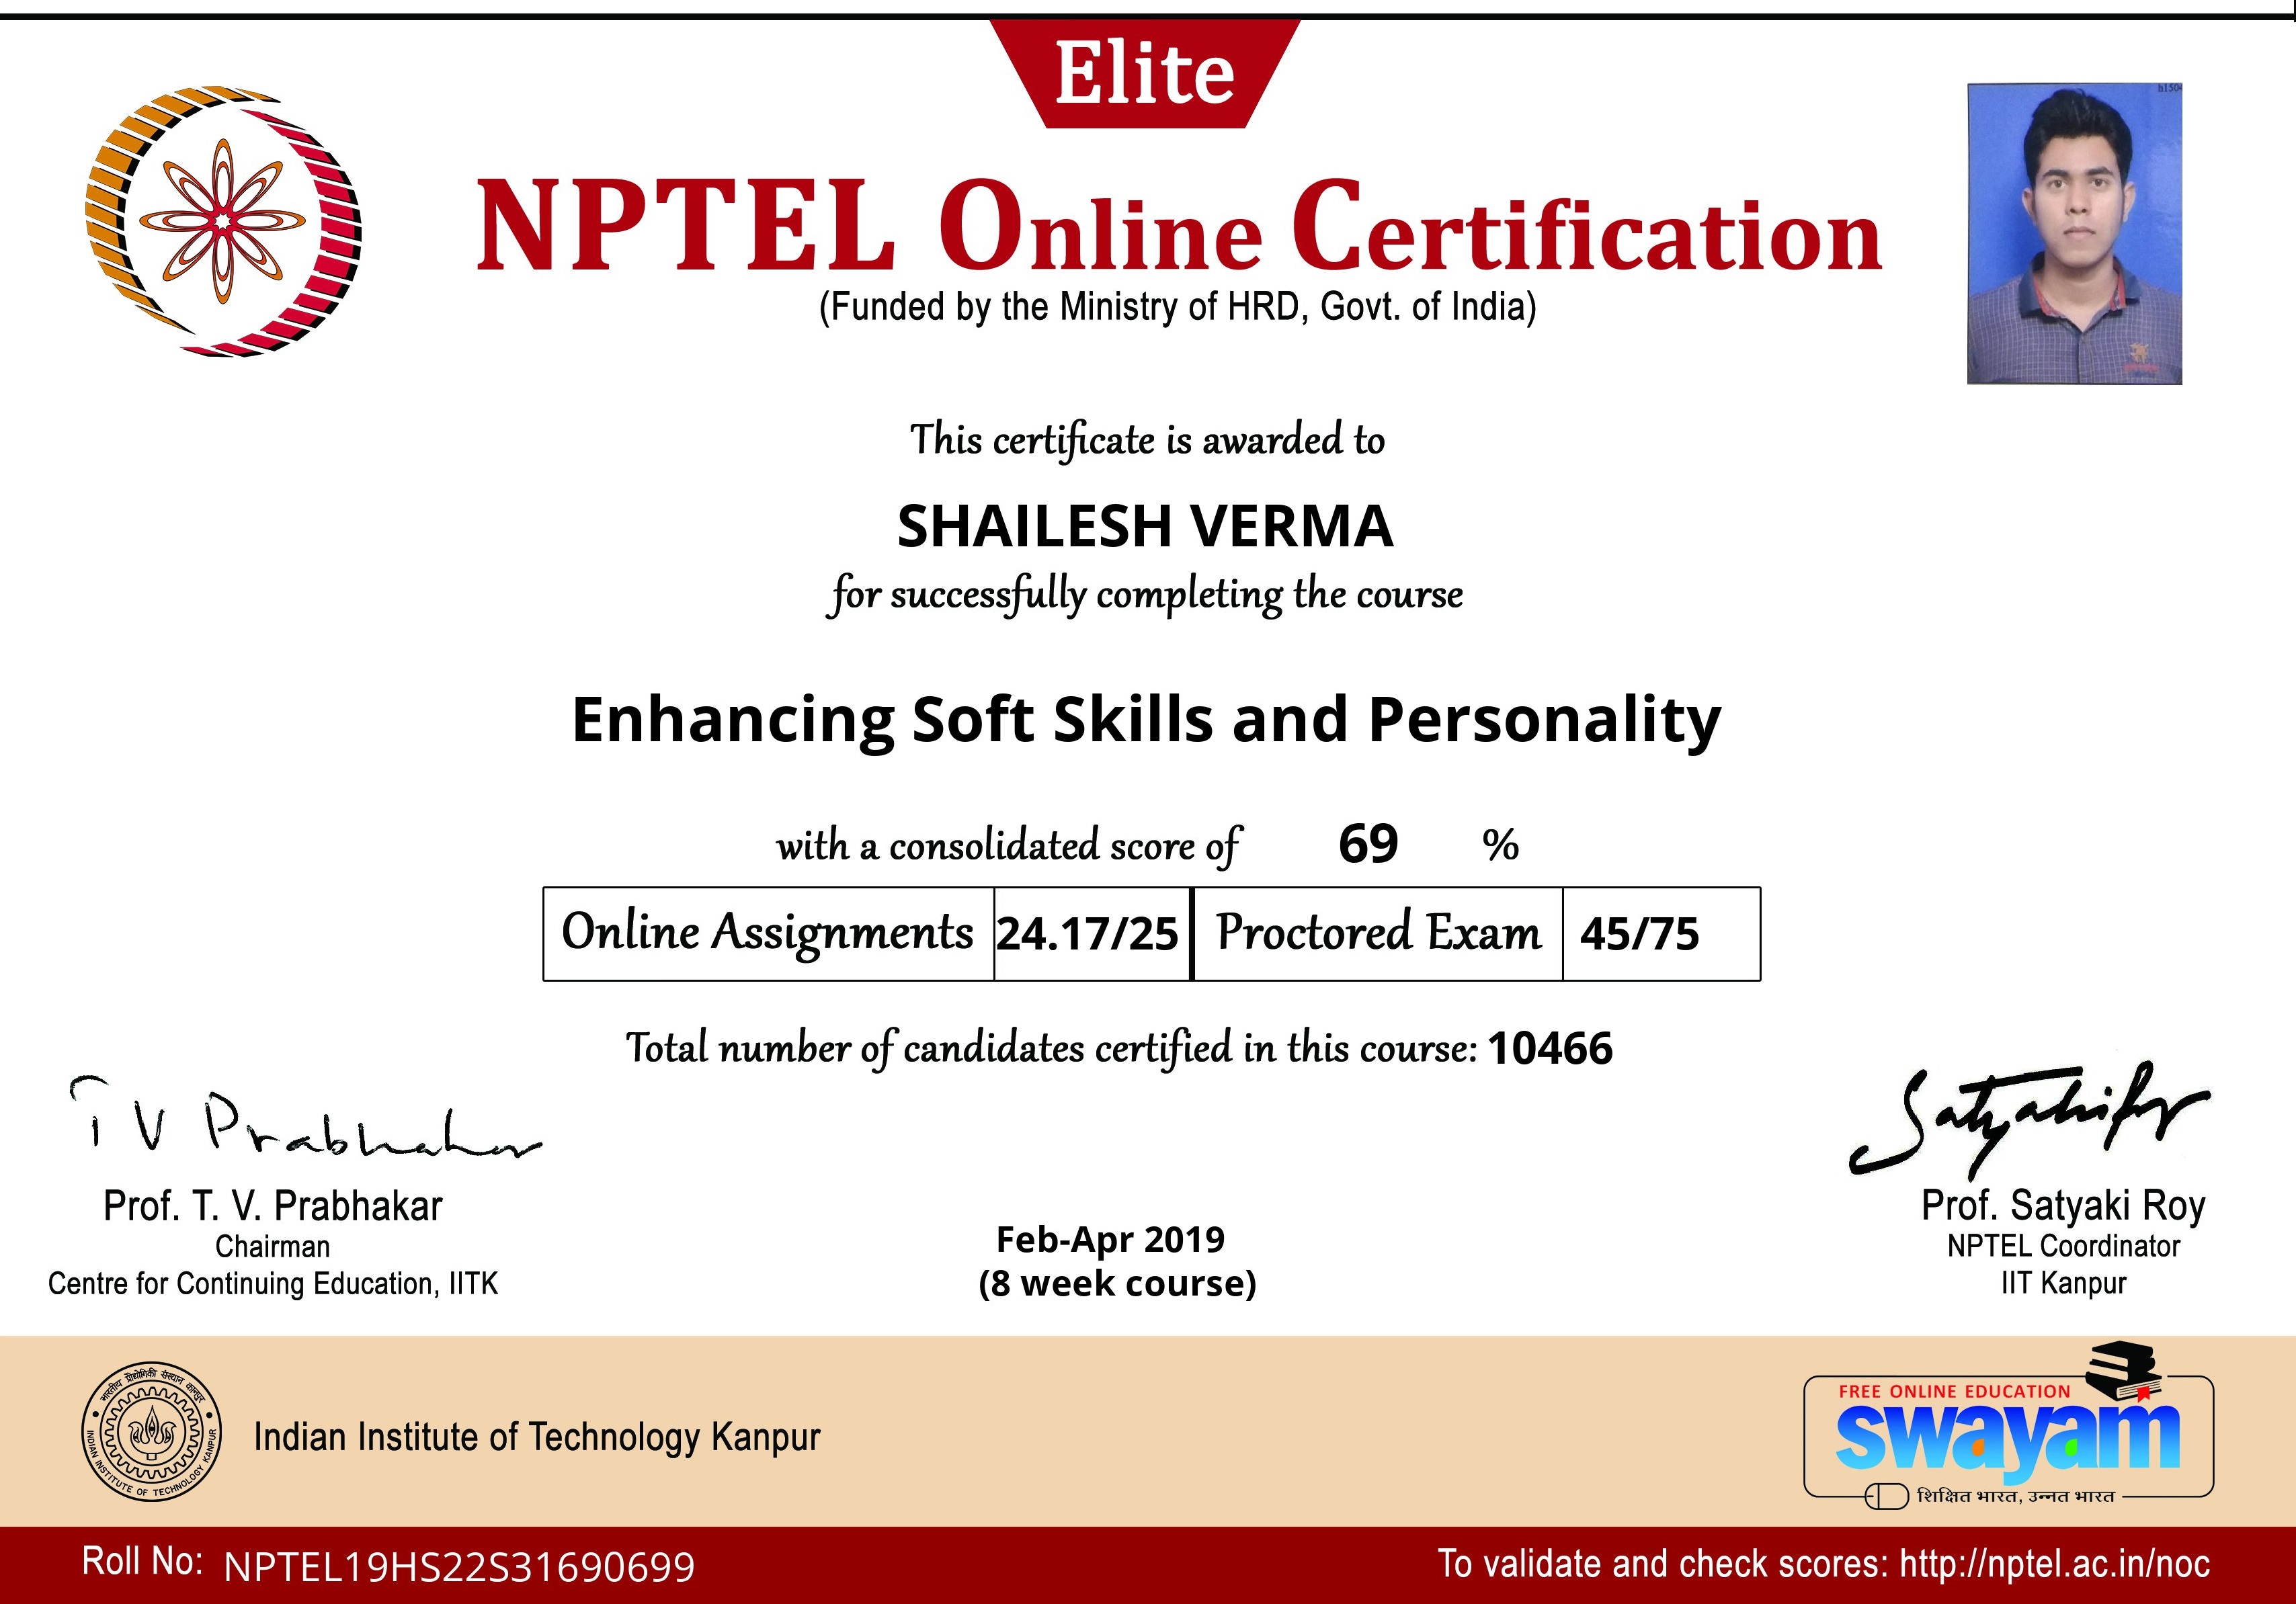 Elite
NPTEL Online Certification
(Funded by the Ministry of HRD, Govt. of India)
This certificate is awarded to
SHAILESH VERMA
for successfully completing the course
Enhancing Soft Skills and Personality
with a consolidated score of 69 %
Online Assignments 24.17/25 Proctored Exam 45/75
Total number of candidates certified in this course: 10466
T V Prabhakar
Prof. T. V. Prabhakar
Chairman
Centre for Continuing Education, IITK
Feb-Apr 2019
(8 week course)
Prof. Satyaki Roy
NPTEL Coordinator
IIT Kanpur
भारतीय प्रौद्योगिकी संस्थान कानपुर
INDIAN INSTITUTE OF TECHNOLOGY KANPUR
Indian Institute of Technology Kanpur
FREE ONLINE EDUCATION
swayam
शिक्षित भारत, उन्नत भारत
Roll No: NPTEL19HS22S31690699
To validate and check scores: http://nptel.ac.in/noc